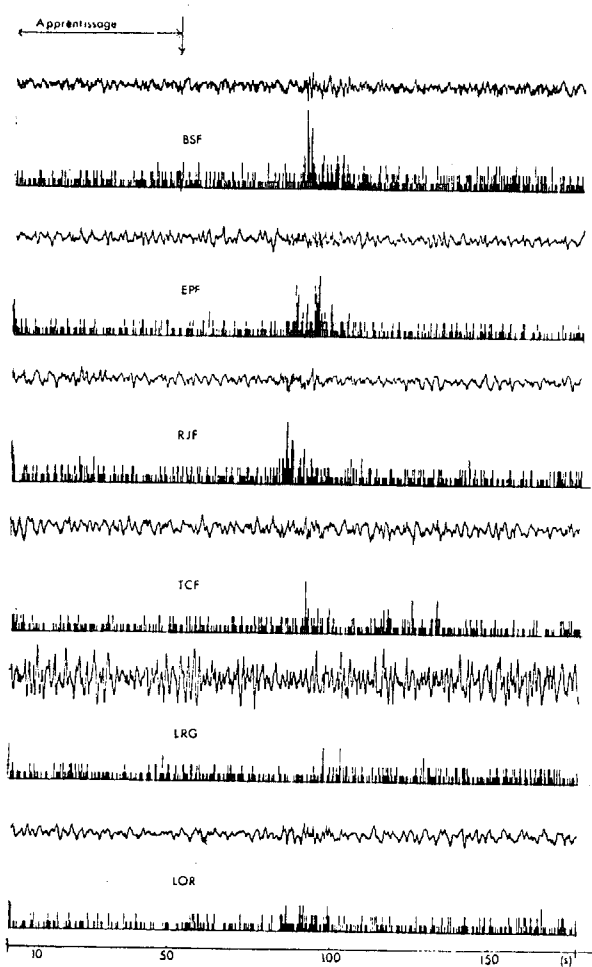 Apprentissage
BSF
EPF
RJF
TCF
LRG
LOR
10 50 100 150 (s)